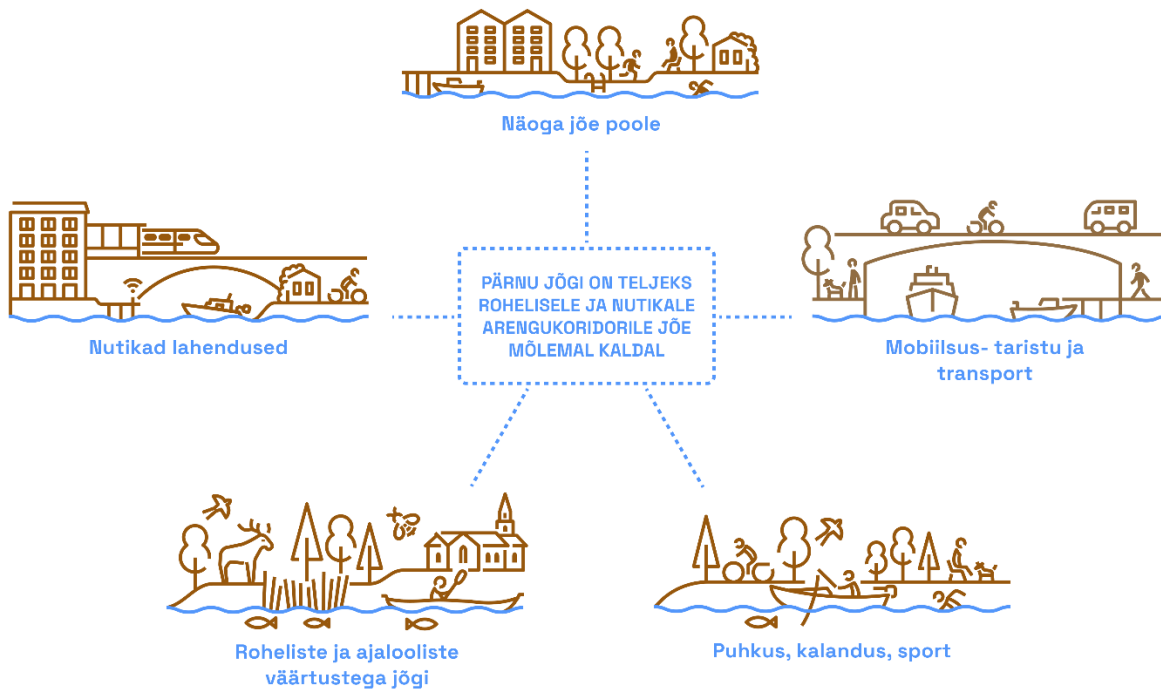 Näoga jõe poole
PÄRNU JÕGI ON TELJEKS
ROHELISELE JA NUTIKALE
ARENGUKORIDORILE JÕE
MÕLEMAL KALDAL
Nutikad lahendused
Mobiilsus- taristu ja
transport
Roheliste ja ajalooliste
väärtustega jõgi
Puhkus, kalandus, sport